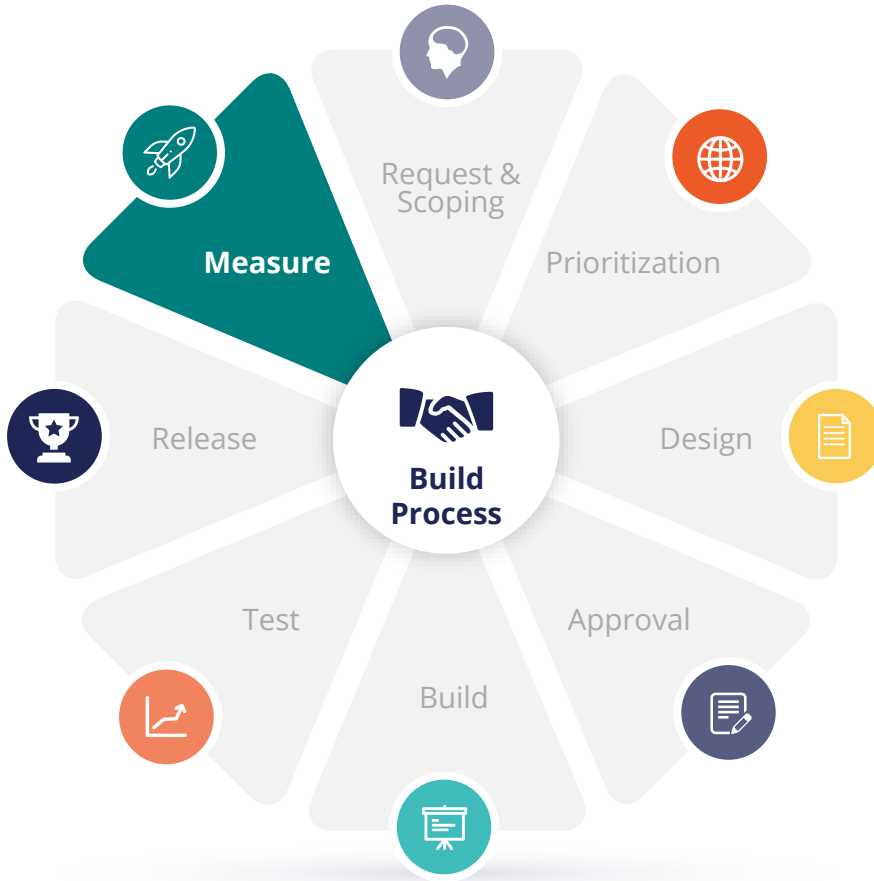 Request &
Scoping
Prioritization
Design
Approval
Build
Test
Release
Measure
Build
Process